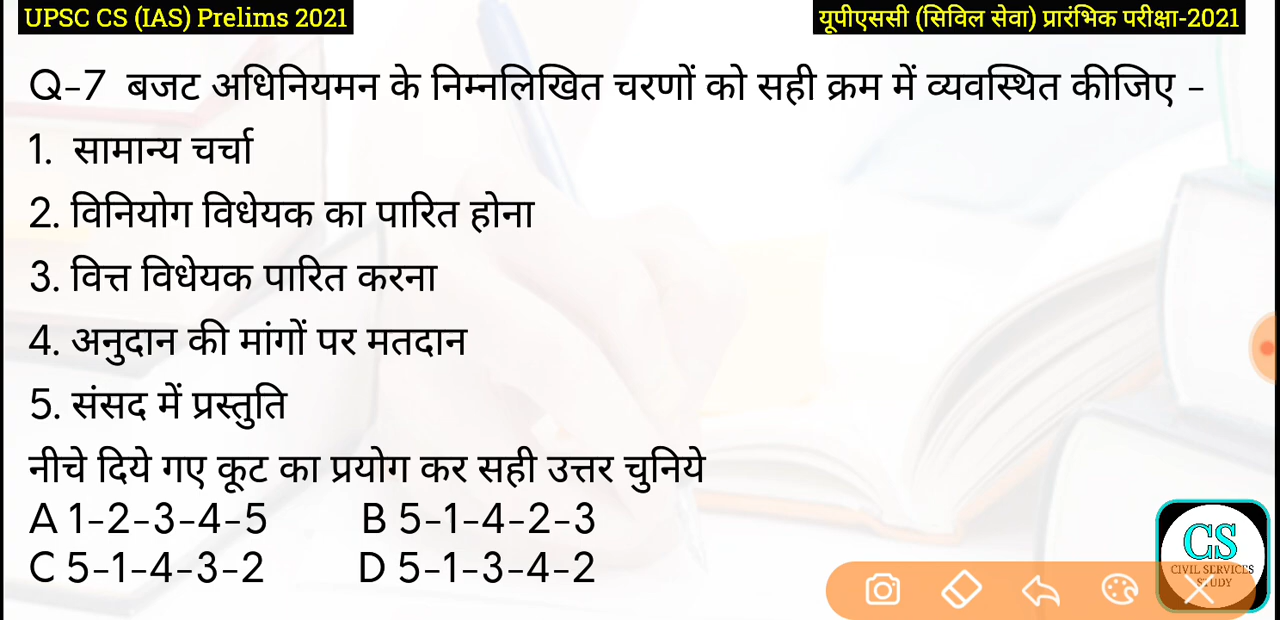 UPSC CS (IAS) Prelims 2021
यूपीएससी (सिविल सेवा) प्रारंभिक परीक्षा-2021
Q-7 बजट अधिनियमन के निम्नलिखित चरणों को सही क्रम में व्यवस्थित कीजिए -
1. सामान्य चर्चा
2. विनियोग विधेयक का पारित होना
3. वित्त विधेयक पारित करना
4. अनुदान की मांगों पर मतदान
5. संसद में प्रस्तुति
नीचे दिये गए कूट का प्रयोग कर सही उत्तर चुनिये
A 1-2-3-4-5 B 5-1-4-2-3
C 5-1-4-3-2 D 5-1-3-4-2
CS
CIVIL SERVICES
STUDY